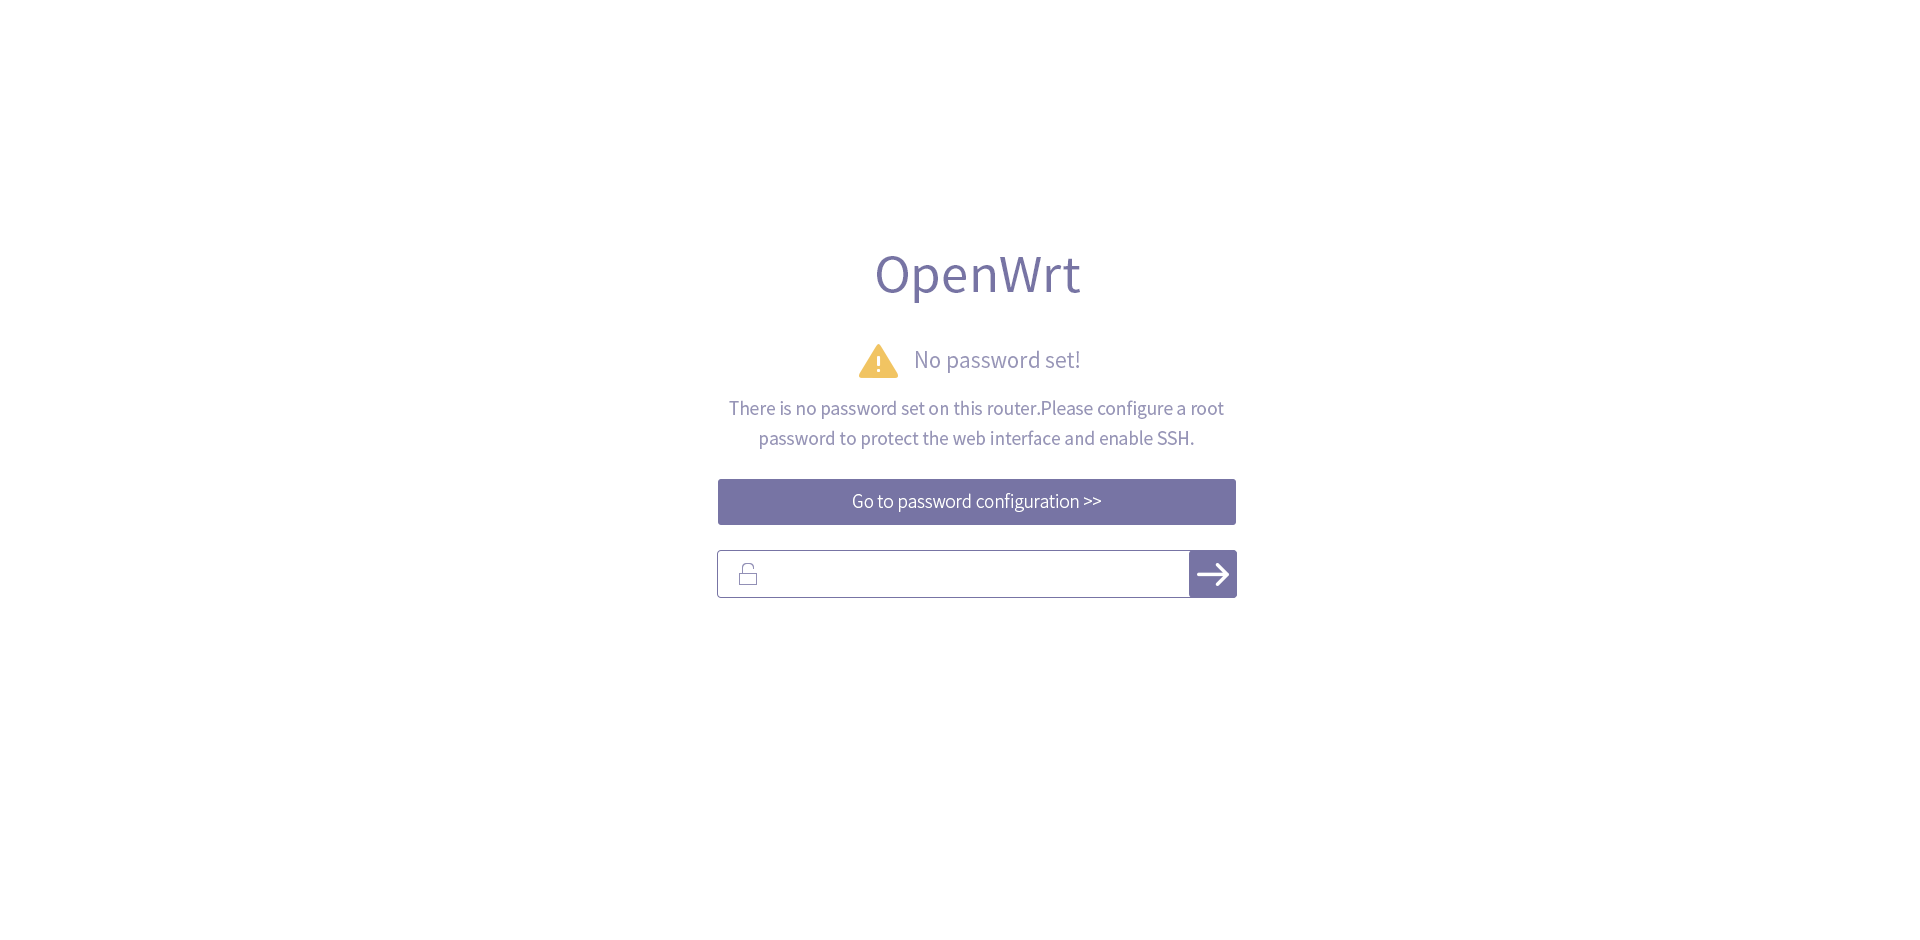 OpenWrt
No password set!
There is no password set on this router.Please configure a root
password to protect the web interface and enable SSH.
Go to password configuration >>